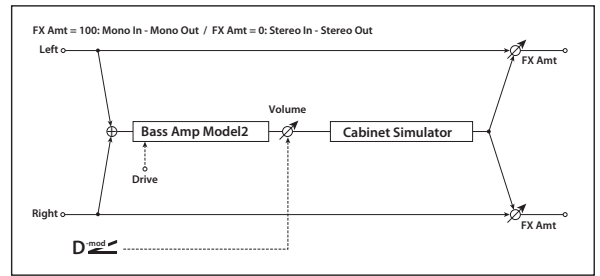 FX Amt = 100: Mono In - Mono Out / FX Amt = 0: Stereo In - Stereo Out
Left
FX Amt
Volume
Bass Amp Model2
Cabinet Simulator
Drive
Right
FX Amt
D-mod